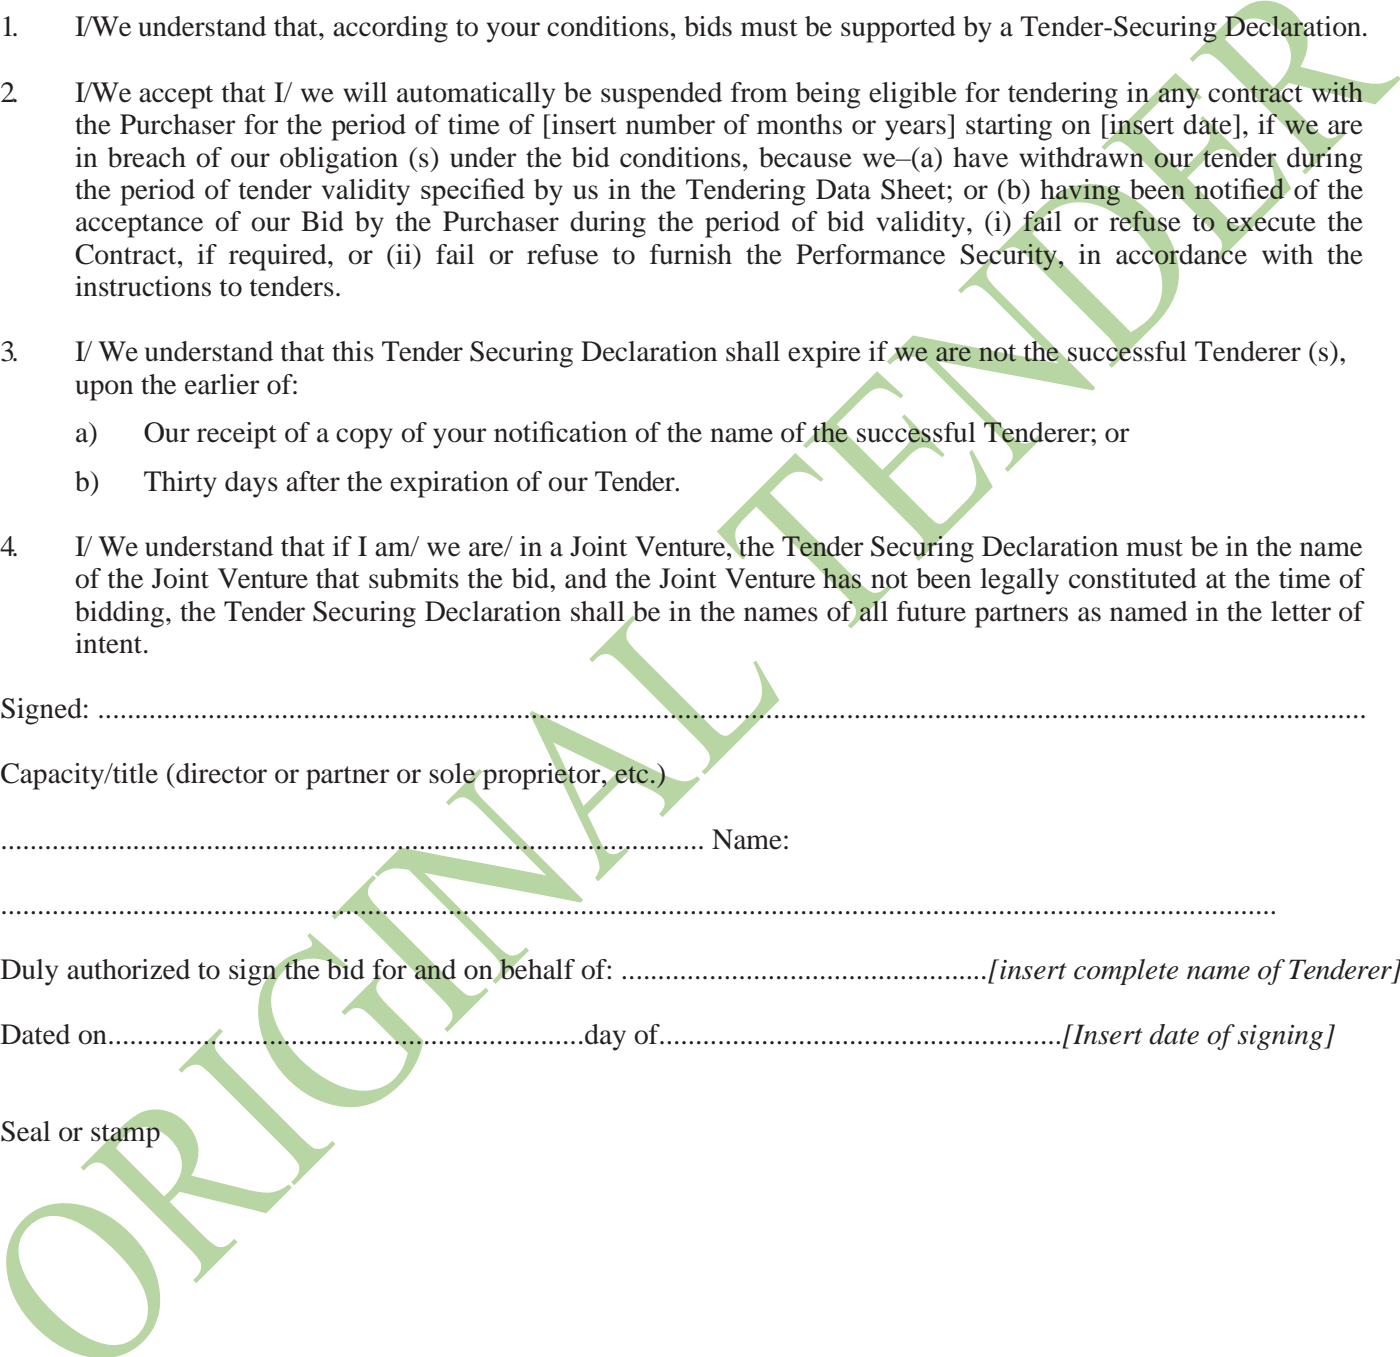 1. I/We understand that, according to your conditions, bids must be supported by a Tender-Securing Declaration.
2. I/We accept that I/ we will automatically be suspended from being eligible for tendering in any contract with
the Purchaser for the period of time of [insert number of months or years] starting on [insert date], if we are
in breach of our obligation (s) under the bid conditions, because we–(a) have withdrawn our tender during
the period of tender validity specified by us in the Tendering Data Sheet; or (b) having been notified of the
acceptance of our Bid by the Purchaser during the period of bid validity, (i) fail or refuse to execute the
Contract, if required, or (ii) fail or refuse to furnish the Performance Security, in accordance with the
instructions to tenders.
3. I/ We understand that this Tender Securing Declaration shall expire if we are not the successful Tenderer (s),
upon the earlier of:
a) Our receipt of a copy of your notification of the name of the successful Tenderer; or
b) Thirty days after the expiration of our Tender.
4. I/ We understand that if I am/ we are/ in a Joint Venture, the Tender Securing Declaration must be in the name
of the Joint Venture that submits the bid, and the Joint Venture has not been legally constituted at the time of
bidding, the Tender Securing Declaration shall be in the names of all future partners as named in the letter of
intent.
Signed: ..............................................................................................................................................................................
Capacity/title (director or partner or sole proprietor, etc.)
................................................................................................ Name:
..............................................................................................................................................................................
Duly authorized to sign the bid for and on behalf of: ..................................................[insert complete name of Tenderer]
Dated on.................................................................day of.......................................................[Insert date of signing]
Seal or stamp
ORIGINAL TENDER